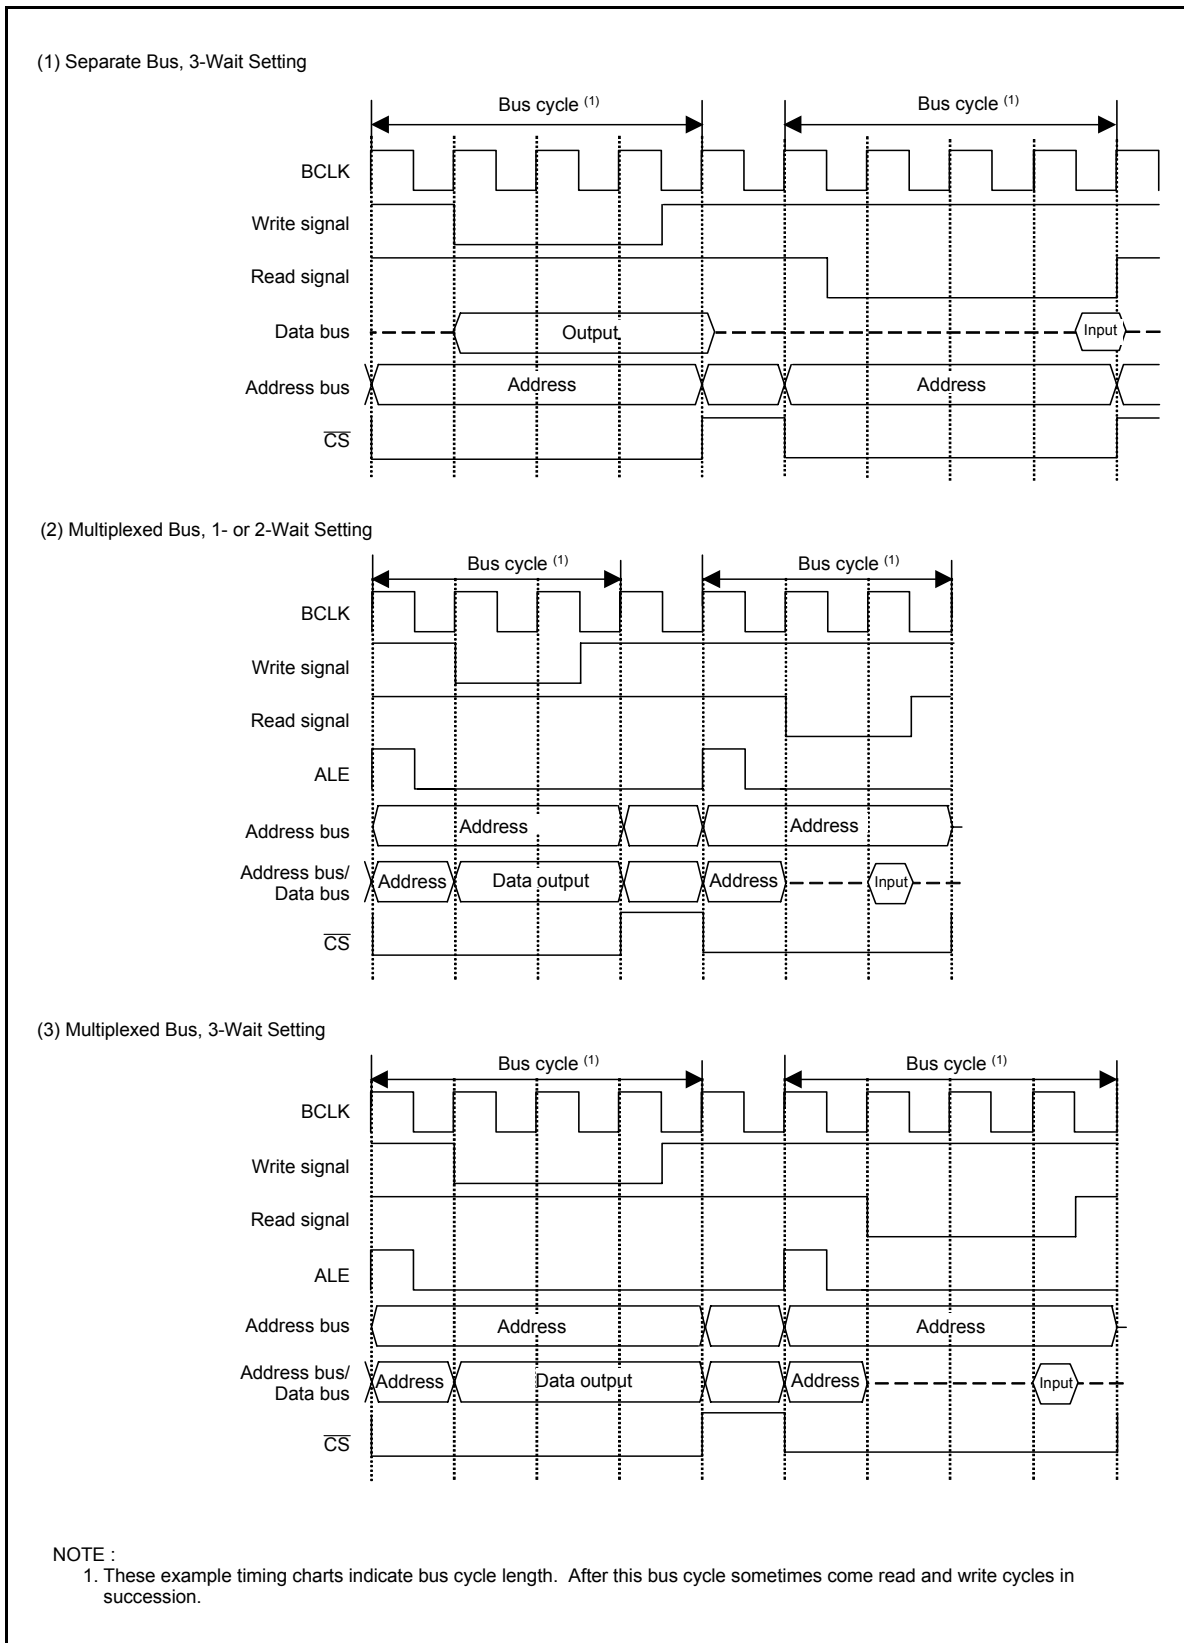 (1) Separate Bus, 3-Wait Setting
Bus cycle (1) Bus cycle (1)
BCLK
Write signal
Read signal
Data bus Output Input
Address bus Address Address
CS
(2) Multiplexed Bus, 1- or 2-Wait Setting
Bus cycle (1) Bus cycle (1)
BCLK
Write signal
Read signal
ALE
Address bus Address Address
Address bus/
Data bus Address Data output Address Input
CS
(3) Multiplexed Bus, 3-Wait Setting
Bus cycle (1) Bus cycle (1)
BCLK
Write signal
Read signal
ALE
Address bus Address Address
Address bus/
Data bus Address Data output Address Input
CS
NOTE :
1. These example timing charts indicate bus cycle length. After this bus cycle sometimes come read and write cycles in
succession.